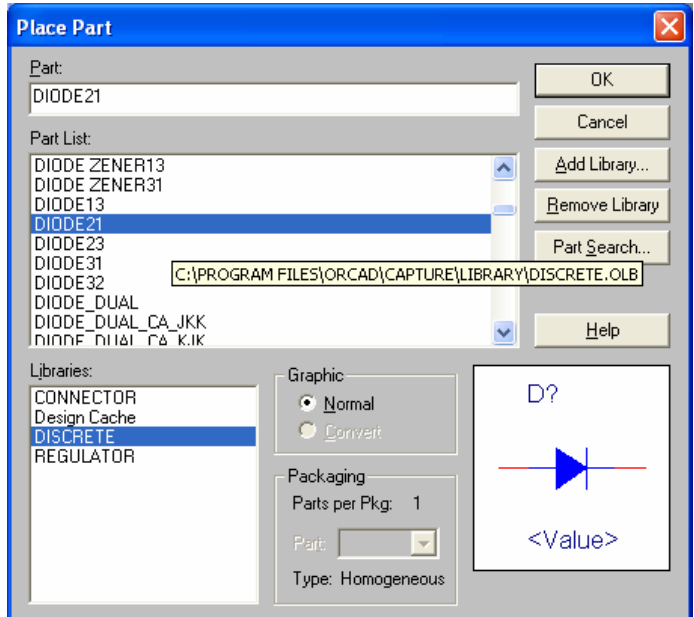 Place Part
Part:
DIODE21
OK
Cancel
Part List:
DIODE ZENER13
DIODE ZENER31
DIODE13
DIODE21
DIODE23
DIODE31
DIODE32
DIODE_DUAL
DIODE_DUAL_CA_JKK
DIODE_DUAL_CA_KJK
C:\PROGRAM FILES\ORCAD\CAPTURE\LIBRARY\DISCRETE.OLB
Add Library...
Remove Library
Part Search...
Help
Libraries:
CONNECTOR
Design Cache
DISCRETE
REGULATOR
Graphic
Normal
Convert
Packaging
Parts per Pkg: 1
Part:
Type: Homogeneous
D?
<Value>